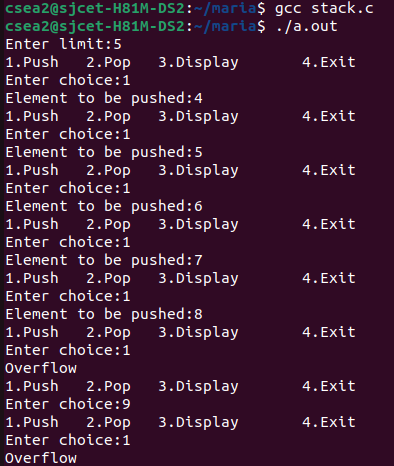 csea2@sjcet-H81M-DS2:~/maria$ gcc stack.c
csea2@sjcet-H81M-DS2:~/maria$ ./a.out
Enter limit:5
1.Push   2.Pop   3.Display        4.Exit
Enter choice:1
Element to be pushed:4
1.Push   2.Pop   3.Display        4.Exit
Enter choice:1
Element to be pushed:5
1.Push   2.Pop   3.Display        4.Exit
Enter choice:1
Element to be pushed:6
1.Push   2.Pop   3.Display        4.Exit
Enter choice:1
Element to be pushed:7
1.Push   2.Pop   3.Display        4.Exit
Enter choice:1
Element to be pushed:8
1.Push   2.Pop   3.Display        4.Exit
Enter choice:1
Overflow
1.Push   2.Pop   3.Display        4.Exit
Enter choice:9
1.Push   2.Pop   3.Display        4.Exit
Enter choice:1
Overflow